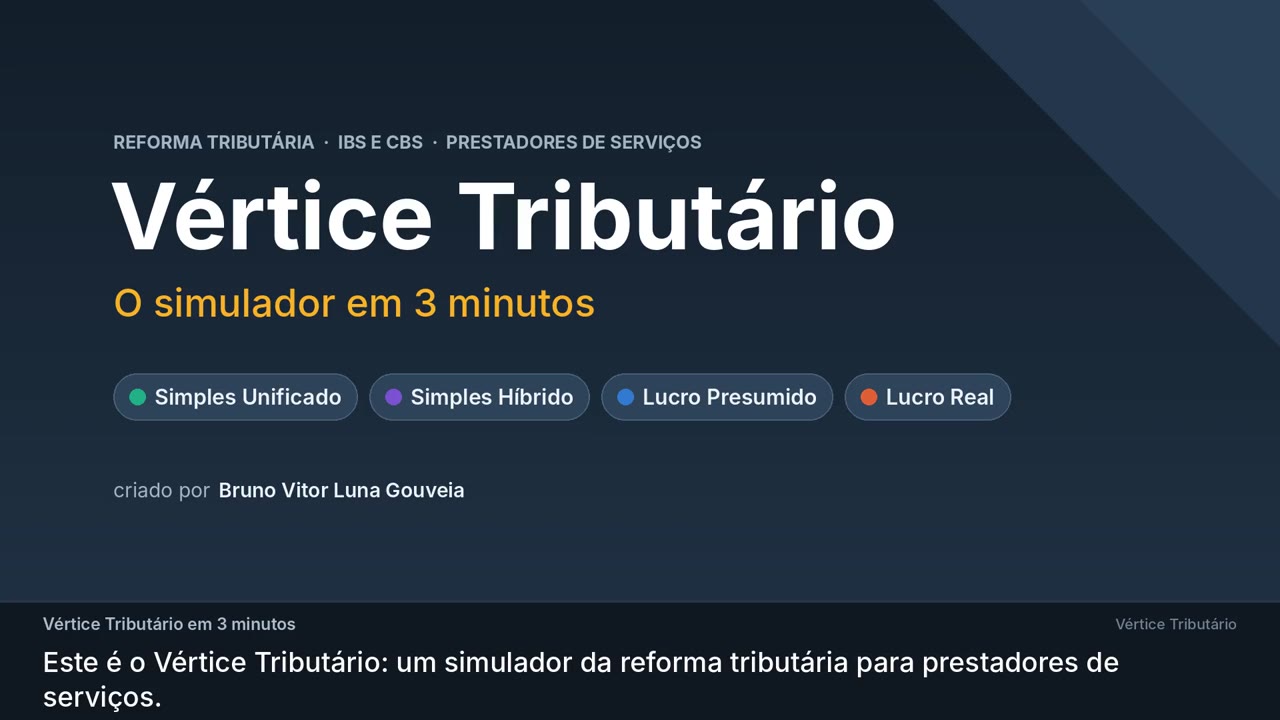 REFORMA TRIBUTÁRIA · IBS E CBS · PRESTADORES DE SERVIÇOS
Vértice Tributário
O simulador em 3 minutos
Simples Unificado
Simples Híbrido
Lucro Presumido
Lucro Real
criado por Bruno Vitor Luna Gouveia
Vértice Tributário em 3 minutos
Vértice Tributário
Este é o Vértice Tributário: um simulador da reforma tributária para prestadores de
serviços.